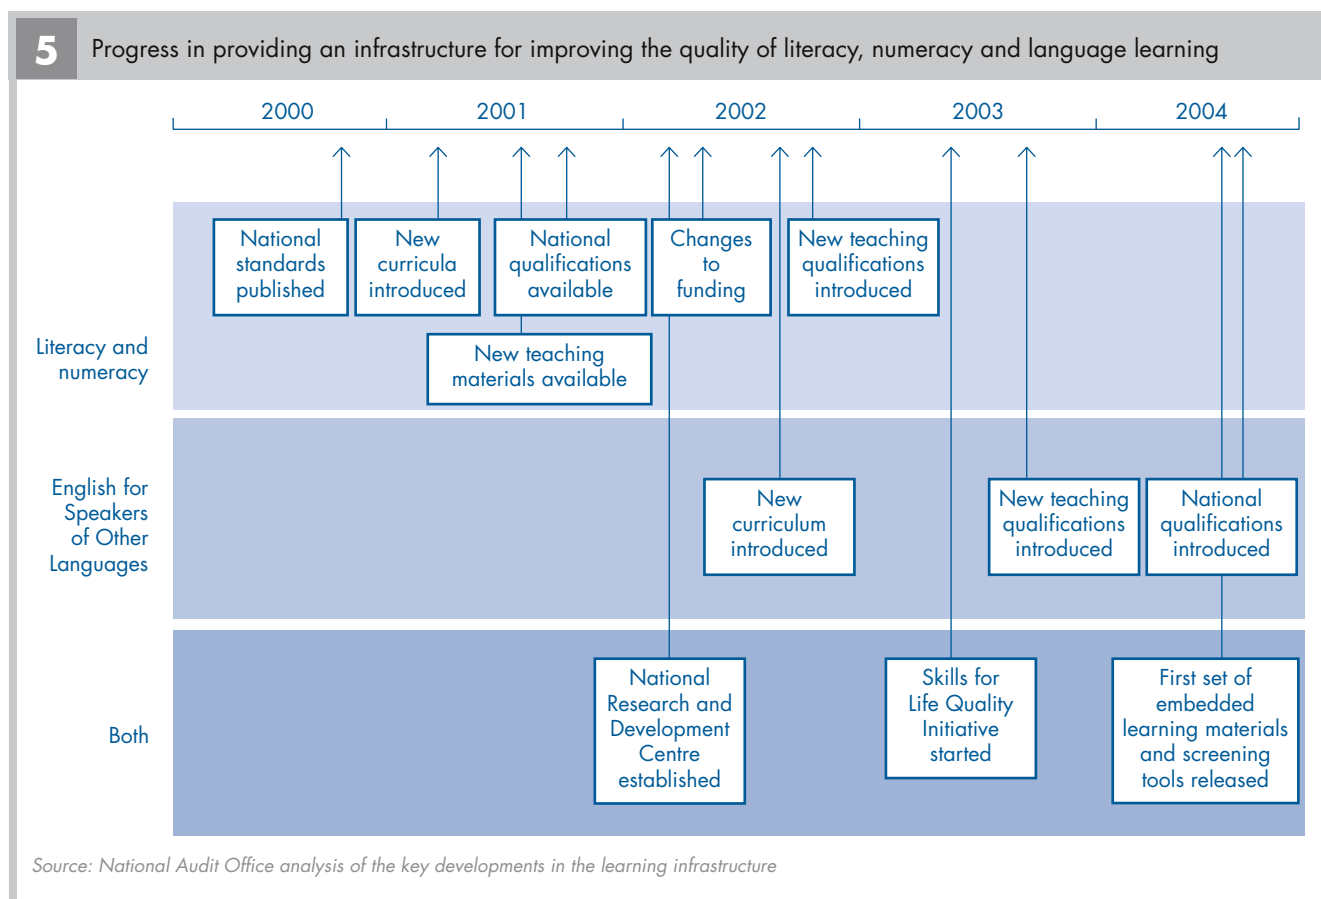 5
Progress in providing an infrastructure for improving the quality of literacy, numeracy and language learning
2000
2001
2002
2003
2004
Literacy and
numeracy
National
standards
published
New
curricula
introduced
National
qualifications
available
Changes
to
funding
New teaching
qualifications
introduced
New teaching
materials available
English for
Speakers
of Other
Languages
New
curriculum
introduced
New teaching
qualifications
introduced
National
qualifications
introduced
Both
National
Research and
Development
Centre
established
Skills for
Life Quality
Initiative
started
First set of
embedded
learning materials
and screening
tools released
Source: National Audit Office analysis of the key developments in the learning infrastructure